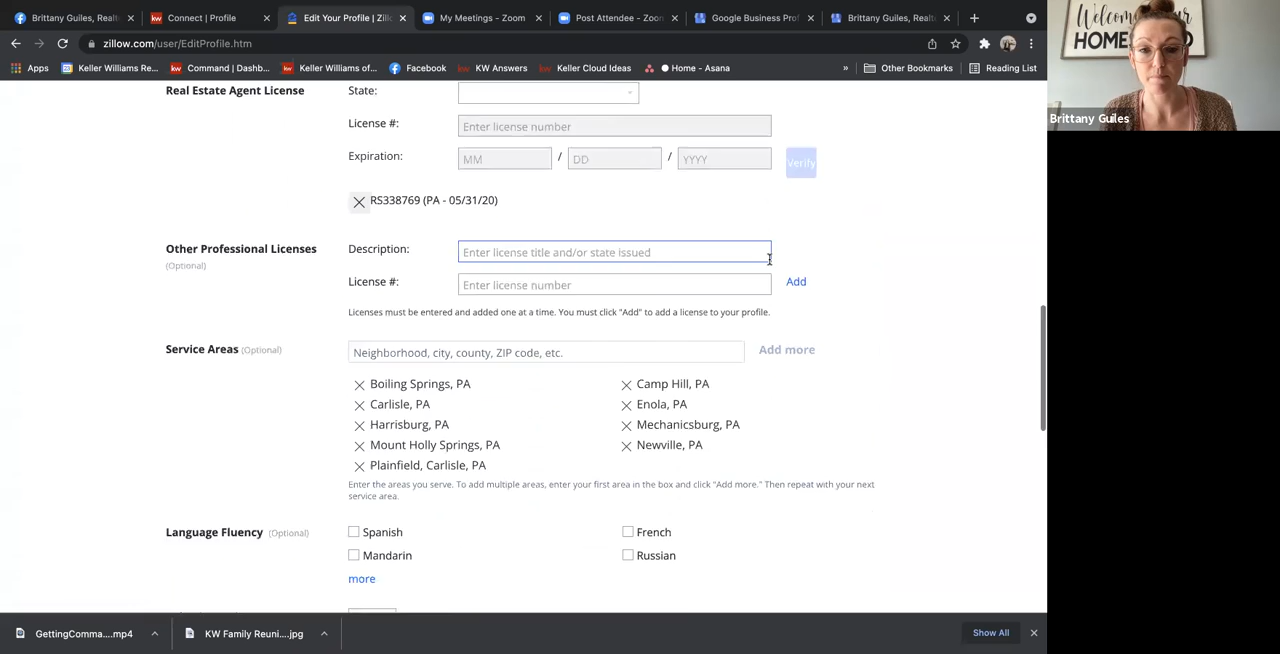 Brittany Guiles, Realt
Connect | Profile
Edit Your Profile | Zillo
My Meetings - Zoom
Post Attendee - Zoo
Google Business Prof
Brittany Guiles, Realt
zillow.com/user/EditProfile.htm
Apps
Keller Williams Re...
Command | Dashb...
Keller Williams of...
Facebook
KW Answers
Keller Cloud Ideas
Home - Asana
»
Other Bookmarks
Reading List
Welcome
HOME
Brittany Guiles
Real Estate Agent License
State:
License #:
Enter license number
Expiration:
MM / DD / YYYY
Verify
RS338769 (PA - 05/31/20)
Other Professional Licenses
(Optional)
Description:
Enter license title and/or state issued
License #:
Enter license number
Add
Licenses must be entered and added one at a time. You must click "Add" to add a license to your profile.
Service Areas (Optional)
Neighborhood, city, county, ZIP code, etc.
Add more
Boiling Springs, PA
Camp Hill, PA
Carlisle, PA
Enola, PA
Harrisburg, PA
Mechanicsburg, PA
Mount Holly Springs, PA
Newville, PA
Plainfield, Carlisle, PA
Enter the areas you serve. To add multiple areas, enter your first area in the box and click "Add more." Then repeat with your next
service area.
Language Fluency (Optional)
Spanish
French
Mandarin
Russian
more
GettingComma....mp4
KW Family Reuni....jpg
Show All